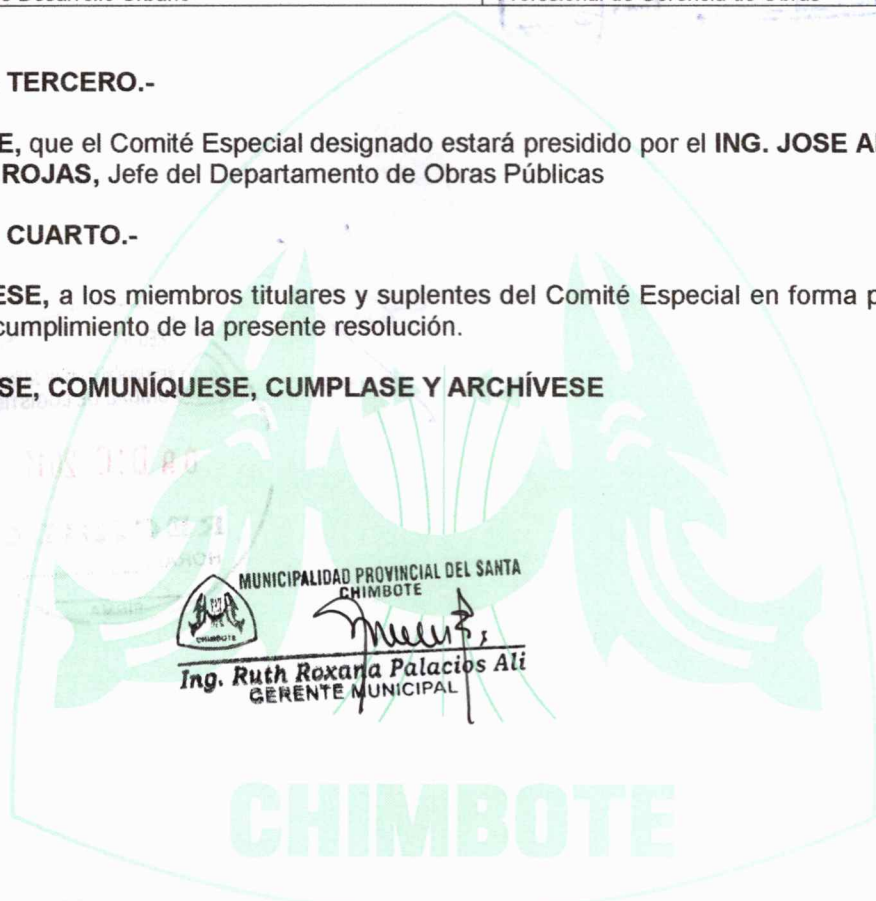 TERCERO.-
E, que el Comité Especial designado estará presidido por el ING. JOSE
ROJAS, Jefe del Departamento de Obras Públicas
CUARTO.-
ESE, a los miembros titulares y suplentes del Comité Especial en forma p
cumplimiento de la presente resolución.
SE, COMUNÍQUESE, CUMPLASE Y ARCHÍVESE
MUNICIPALIDAD PROVINCIAL DEL SANTA
CHIMBOTE
CHIMBOTE
Ing. Ruth Roxana Palacios Ali
GERENTE MUNICIPAL
CHIMBOTE